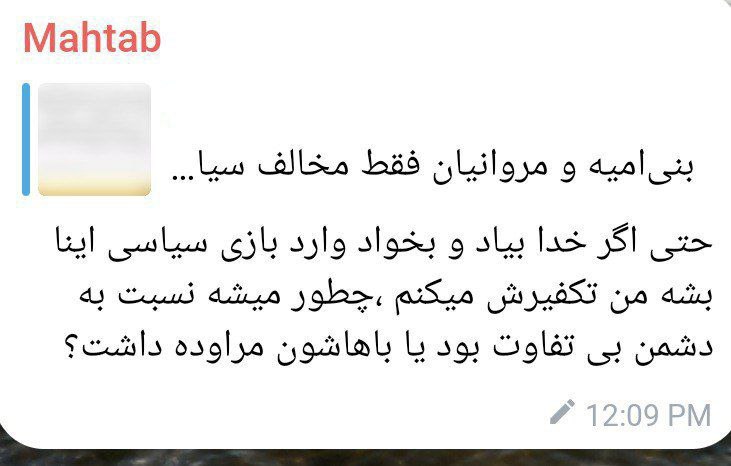 Mahtab
بنی‌امیه و مروانیان فقط مخالف سیا...
حتی اگر خدا بیاد و بخواد وارد بازی سیاسی اینا
بشه من تکفیرش میکنم ،چطور میشه نسبت به
دشمن بی تفاوت بود یا باهاشون مراوده داشت؟
12:09 PM